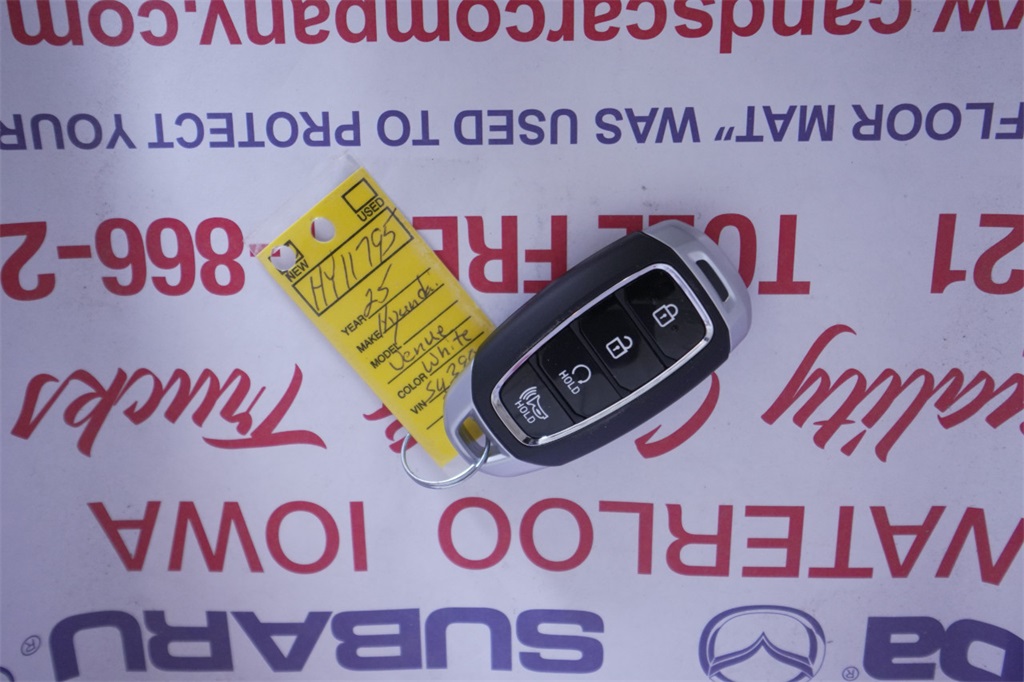 www.candscarcompany.com
FLOOR MAT" WAS USED TO PROTECT YOUR
21 TOLL FREE 866-2
Trucks
WATERLOO IOWA
SUBARU®
®
USED
NEW
HY11795
YEAR 25
MAKE Hyundai
MODEL Venue
COLOR White
VIN
HOLD
HOLD